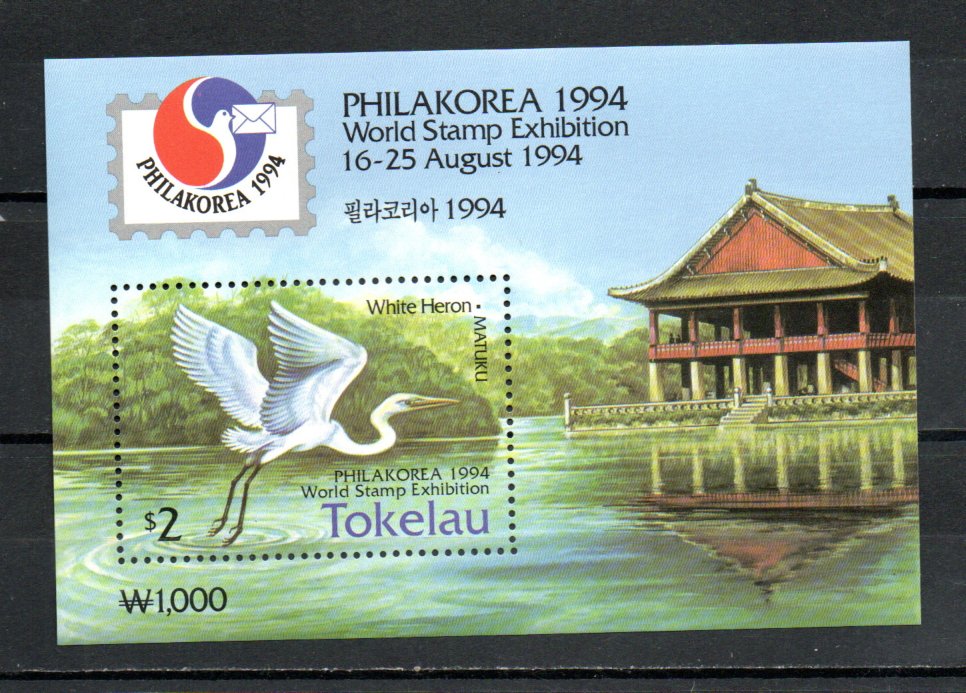 PHILAKOREA 1994
PHILAKOREA 1994
World Stamp Exhibition
16-25 August 1994
필라코리아 1994
White Heron · MATUKU
PHILAKOREA 1994
World Stamp Exhibition
$2
Tokelau
₩1,000